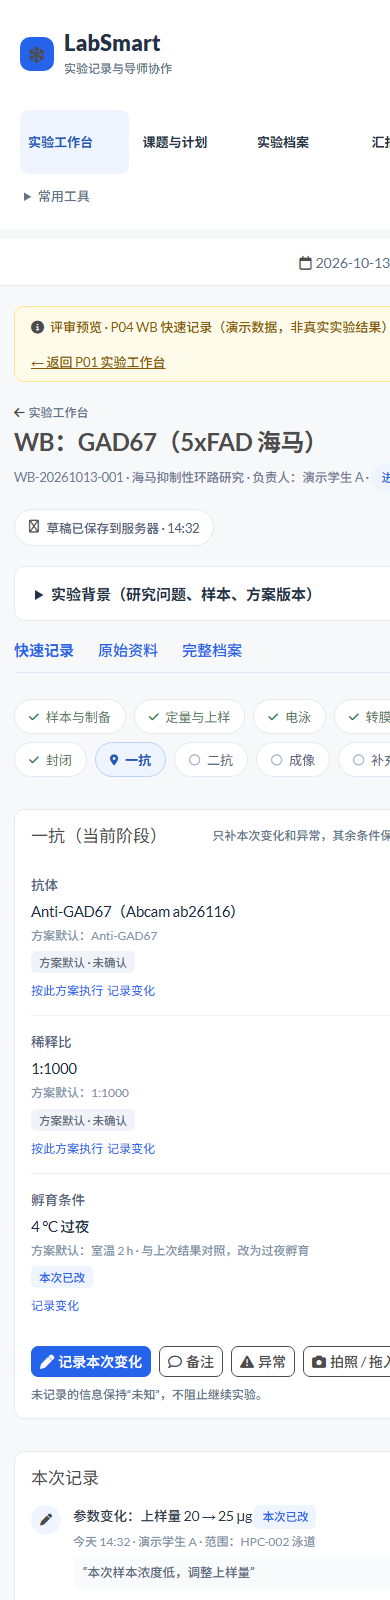 LabSmart
实验记录与导师协作
实验工作台 课题与计划 实验档案
▶ 常用工具
2026-10-13
评审预览 · P04 WB 快速记录（演示数据，非真实实验结果）
← 返回 P01 实验工作台
← 实验工作台
WB：GAD67（5xFAD 海马）
WB-20261013-001 · 海马抑制性环路研究 · 负责人：演示学生 A ·
草稿已保存到服务器 · 14:32
▶ 实验背景（研究问题、样本、方案版本）
快速记录 原始资料 完整档案
样本与制备 定量与上样 电泳 转膜
封闭 一抗 二抗 成像
一抗（当前阶段） 只补本次变化和异常，其余条件保
抗体
Anti-GAD67（Abcam ab26116）
方案默认：Anti-GAD67
方案默认 · 未确认
按此方案执行 记录变化
稀释比
1:1000
方案默认：1:1000
方案默认 · 未确认
按此方案执行 记录变化
孵育条件
4 °C 过夜
方案默认：室温 2 h · 与上次结果对照，改为过夜孵育
本次已改
记录变化
记录本次变化 备注 异常 拍照 / 拖
未记录的信息保持“未知”，不阻止继续实验。
本次记录
参数变化：上样量 20 → 25 µg 本次已改
今天 14:32 · 演示学生 A · 范围：HPC-002 泳道
“本次样本浓度低，调整上样量”